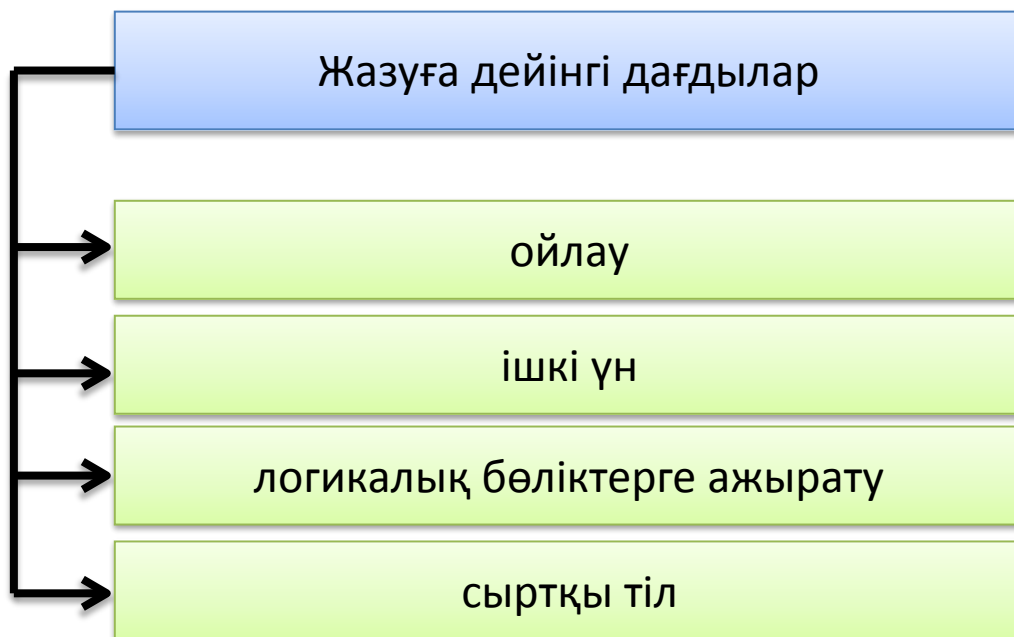 Жазуға дейінгі дағдылар
ойлау
ішкі үн
логикалық бөліктерге ажырату
сыртқы тіл